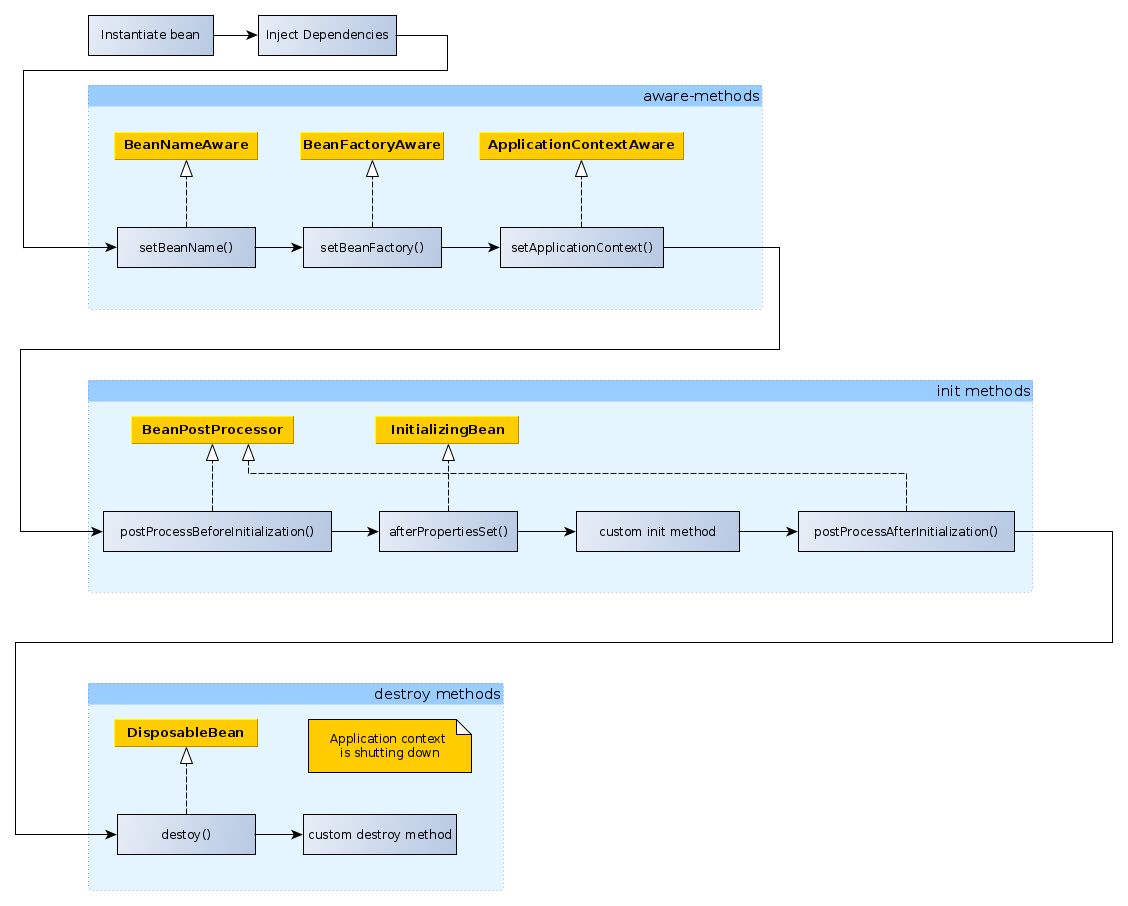 Instantiate bean
Inject Dependencies
aware-methods
BeanNameAware
BeanFactoryAware
ApplicationContextAware
setBeanName()
setBeanFactory()
setApplicationContext()
init methods
BeanPostProcessor
InitializingBean
postProcessBeforeInitialization()
afterPropertiesSet()
custom init method
postProcessAfterInitialization()
destroy methods
DisposableBean
Application context
is shutting down
destoy()
custom destroy method